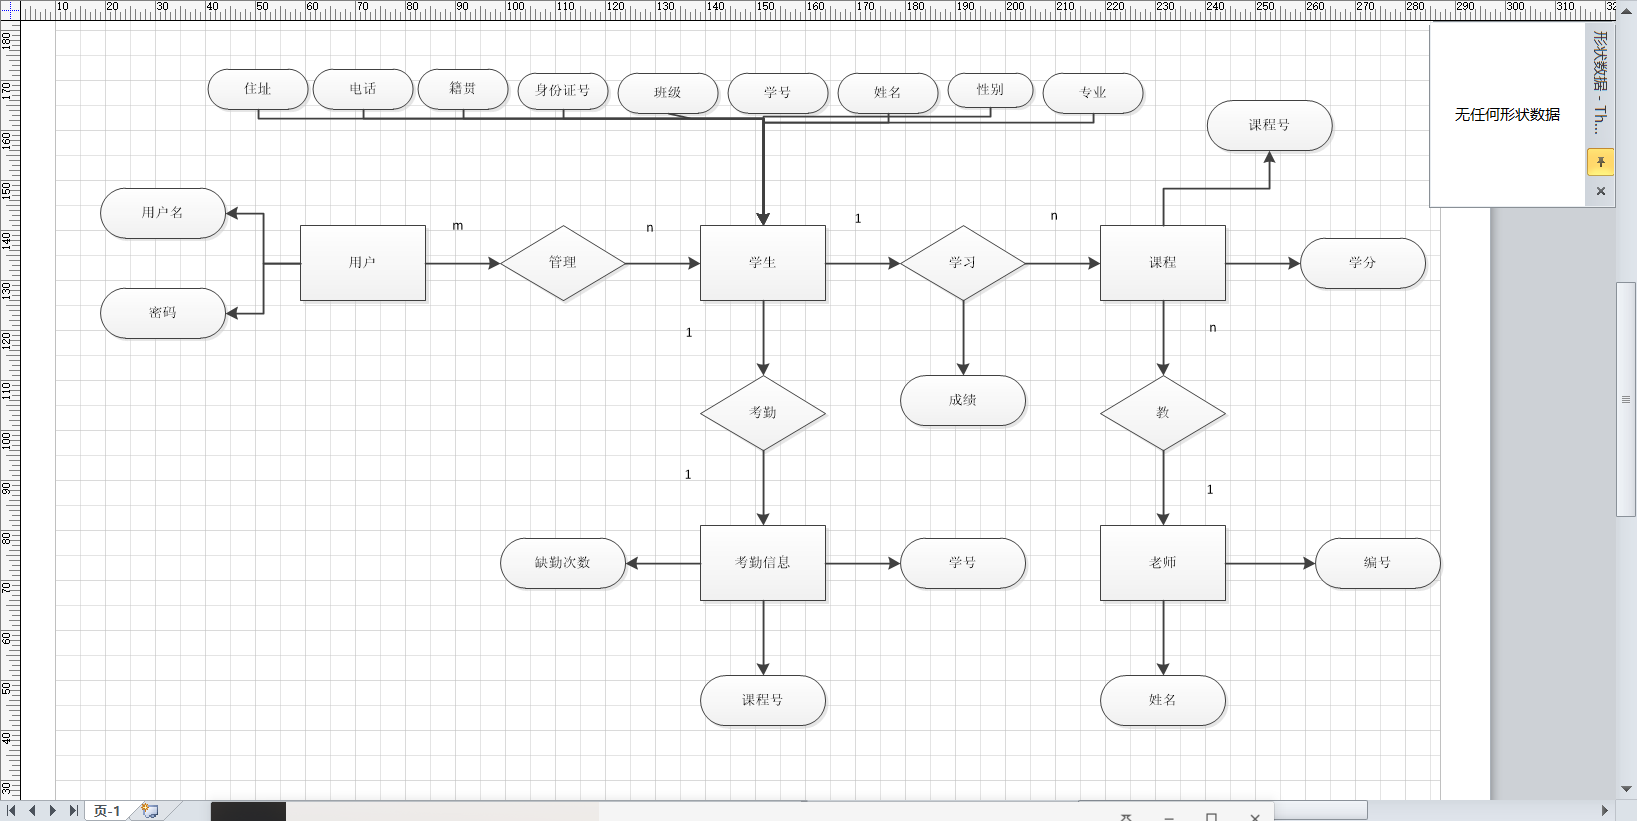 10 20 30 40 50 60 70 80 90 100 110 120 130 140 150 160 170 180 190 200 210 220 230 240 250 260 270 280 290 300 310
180
170
160
150
140
130
120
110
100
90
80
70
60
50
40
30
住址 电话 籍贯 身份证号 班级 学号 姓名 性别 专业
课程号
形状数据 - Th...
无任何形状数据
用户名
m
n
1
n
用户 管理 学生 学习 课程 学分
密码
1
n
成绩
考勤
教
1
1
缺勤次数 考勤信息 学号 老师 编号
课程号 姓名
页-1